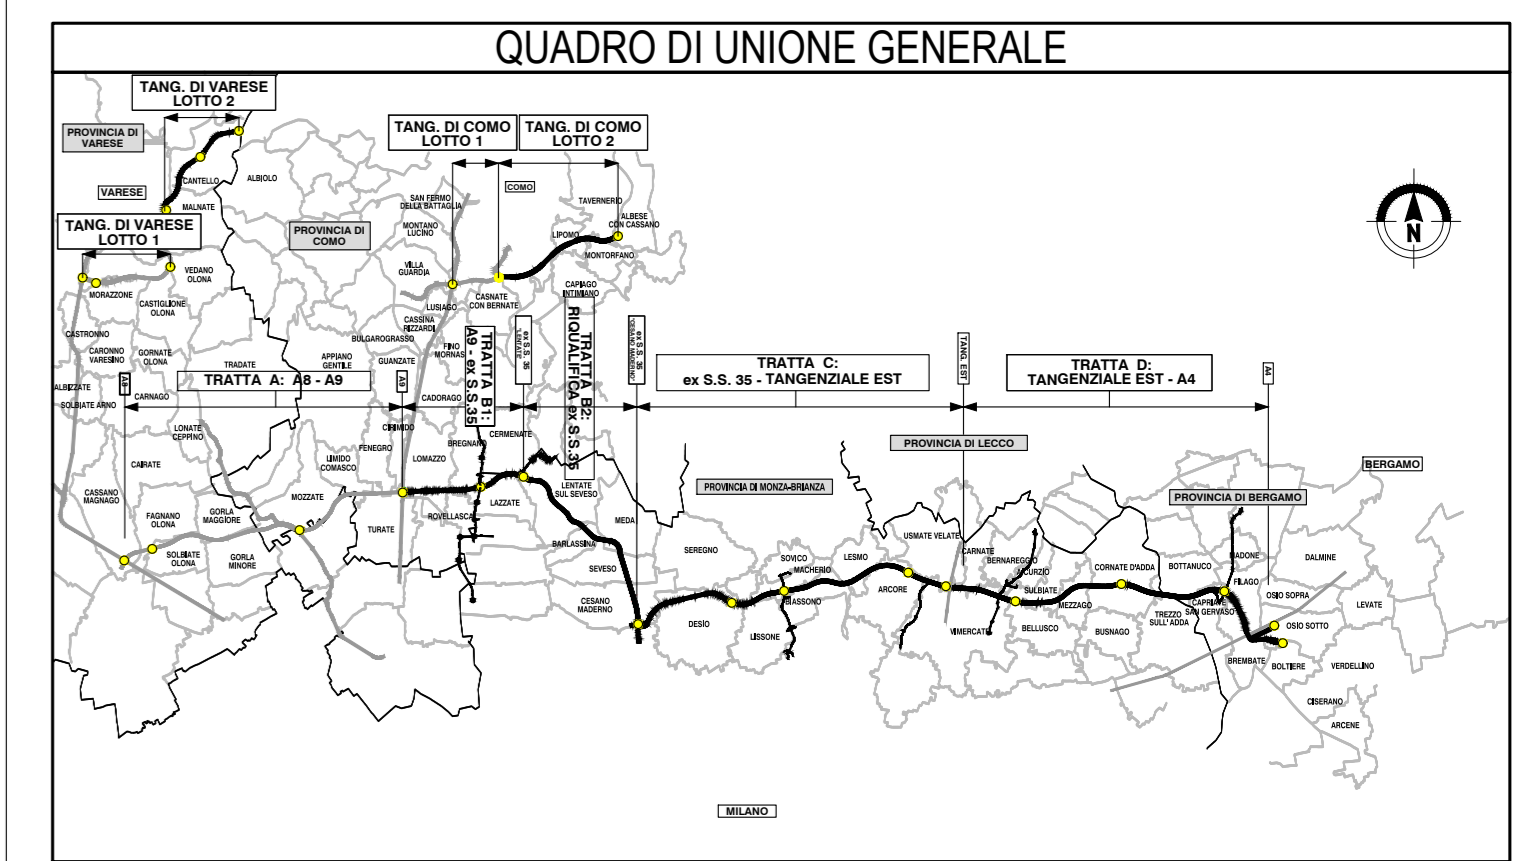 QUADRO DI UNIONE GENERALE
TANG. DI VARESE
LOTTO 2
PROVINCIA DI
VARESE
VARESE
CANTELLO
ALBIOLO
MALNATE
TANG. DI VARESE
LOTTO 1
VEDANO
OLONA
MORAZZONE
CASTIGLIONE
OLONA
PROVINCIA DI
COMO
TANG. DI COMO
LOTTO 1
TANG. DI COMO
LOTTO 2
COMO
SAN FERMO
DELLA BATTAGLIA
MONTANO
LUCINO
VILLA
GUARDIA
TAVERNERIO
ALBESE
CON CASSANO
LIPOMO
MONTORFANO
CAPIAGO
INTIMIANO
LUSIAGO
CASNATE
CON BERNATE
CASSINA
RIZZARDI
BULGAROGRASSO
FINO
MORNAS
GUANZATE
APPIANO
GENTILE
TRADATE
CASTRONNO
CARONNO
VARESINO
GORNATE
OLONA
ALBIZZATE
SOLBIATE ARNO
CARNAGO
A8
TRATTA A: A8 - A9
A9
CADORAGO
TRATTA B1:
A9 - ex S.S.35
ex S.S. 35
"LENTATE"
TRATTA B2:
RIQUALIFICA ex S.S.35
ex S.S. 35
"CESANO MADERNO"
TRATTA C:
ex S.S. 35 - TANGENZIALE EST
TANG. EST
TRATTA D:
TANGENZIALE EST - A4
A4
LONATE
CEPPINO
CAIRATE
CIRIMIDO
FENEGRO
LIMIDO
COMASCO
LOMAZZO
BREGNANO
CERMENATE
CASSANO
MAGNAGO
FAGNANO
OLONA
GORLA
MAGGIORE
MOZZATE
TURATE
ROVELLASCA
LAZZATE
LENTATE
SUL SEVESO
SOLBIATE
OLONA
GORLA
MINORE
BARLASSINA
MEDA
SEVESO
CESANO
MADERNO
PROVINCIA DI MONZA-BRIANZA
PROVINCIA DI LECCO
BERGAMO
PROVINCIA DI BERGAMO
SEREGNO
DESIO
LISSONE
SOVICO
MACHERIO
BIASSONO
LESMO
ARCORE
USMATE VELATE
CARNATE
BERNAREGGIO
AICURZIO
SULBIATE
VIMERCATE
MEZZAGO
BELLUSCO
CORNATE D'ADDA
BUSNAGO
BOTTANUCO
TREZZO
SULL' ADDA
CAPRIATE
SAN GERVASO
MADONE
FILAGO
DALMINE
OSIO SOPRA
LEVATE
OSIO SOTTO
BREMBATE
BOLTIERE
VERDELLINO
CISERANO
ARCENE
N
MILANO